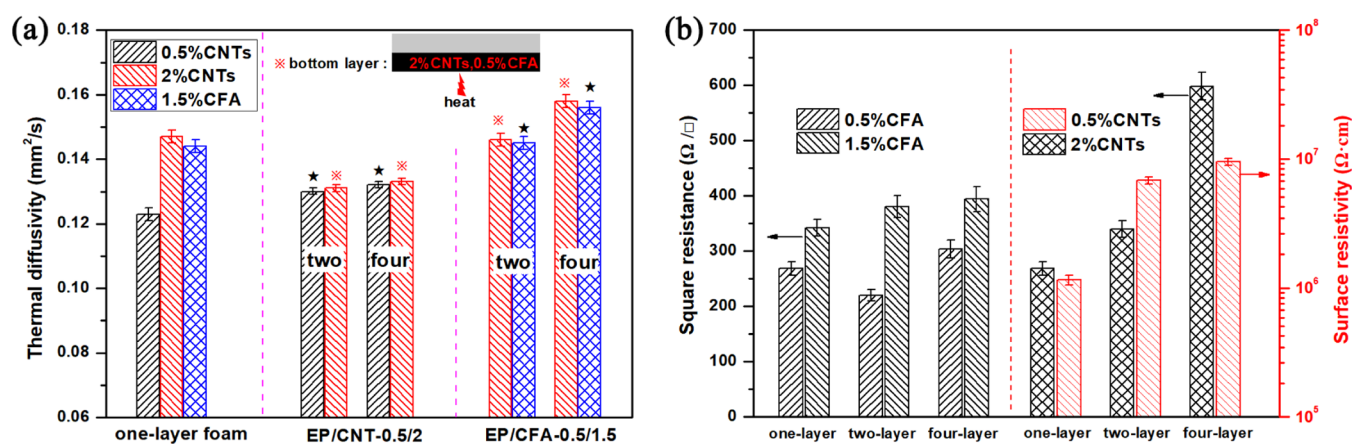 (a)
0.18
0.16
0.14
0.12
0.10
0.08
0.06
Thermal diffusivity (mm²/s)
0.5%CNTs
2%CNTs
1.5%CFA
※ bottom layer :
2%CNTs,0.5%CFA
heat
★ ※ ★ ※
※ ★ ※ ★
two four two four
one-layer foam EP/CNT-0.5/2 EP/CFA-0.5/1.5
(b)
700
600
500
400
300
200
100
0
Square resistance (Ω /□)
0.5%CFA
1.5%CFA
0.5%CNTs
2%CNTs
10⁸
10⁷
10⁶
10⁵
Surface resistivity (Ω·cm)
one-layer two-layer four-layer one-layer two-layer four-layer